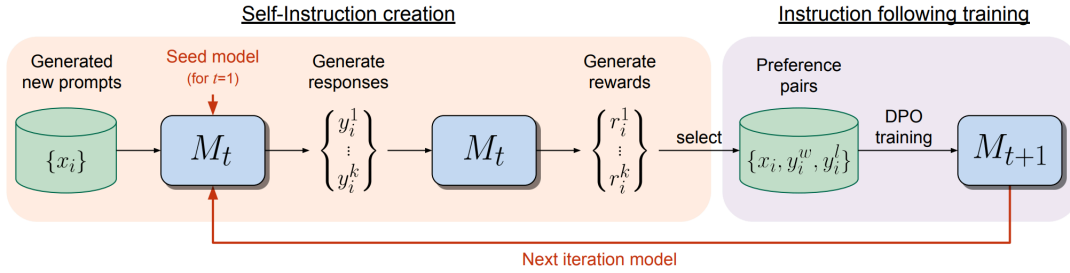 Self-Instruction creation
Instruction following training
Generated
new prompts
Seed model
(for t=1)
Generate
responses
Generate
rewards
Preference
pairs
{x_i}
M_t
y_i^1
⋮
y_i^k
M_t
r_i^1
⋮
r_i^k
select
{x_i, y_i^w, y_i^l}
DPO
training
M_{t+1}
Next iteration model